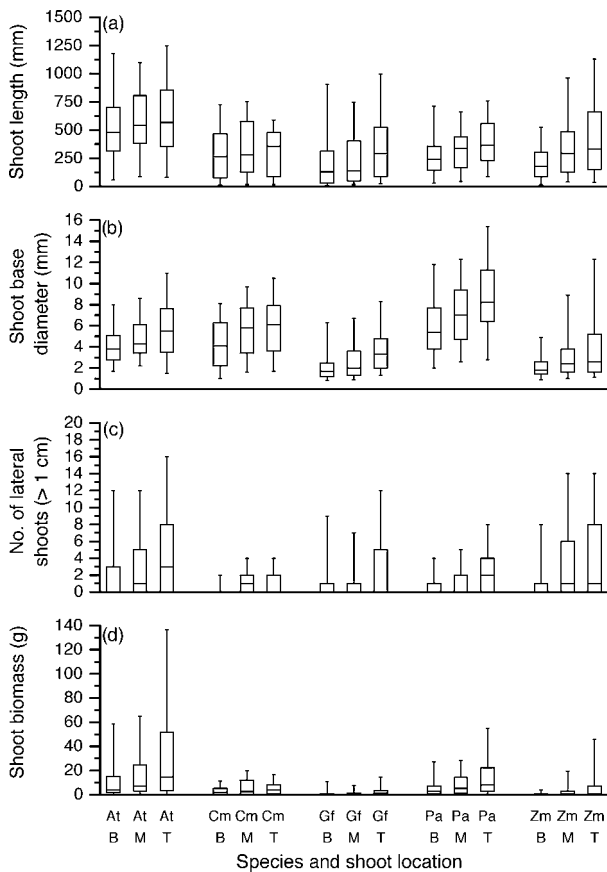 (a)
Shoot length (mm)
1500
1250
1000
750
500
250
0
(b)
Shoot base
diameter (mm)
16
14
12
10
8
6
4
2
0
(c)
No. of lateral
shoots (> 1 cm)
20
18
16
14
12
10
8
6
4
2
0
(d)
Shoot biomass (g)
140
120
100
80
60
40
20
0
At At At Cm Cm Cm Gf Gf Gf Pa Pa Pa Zm Zm Zm
B M T B M T B M T B M T B M T
Species and shoot location